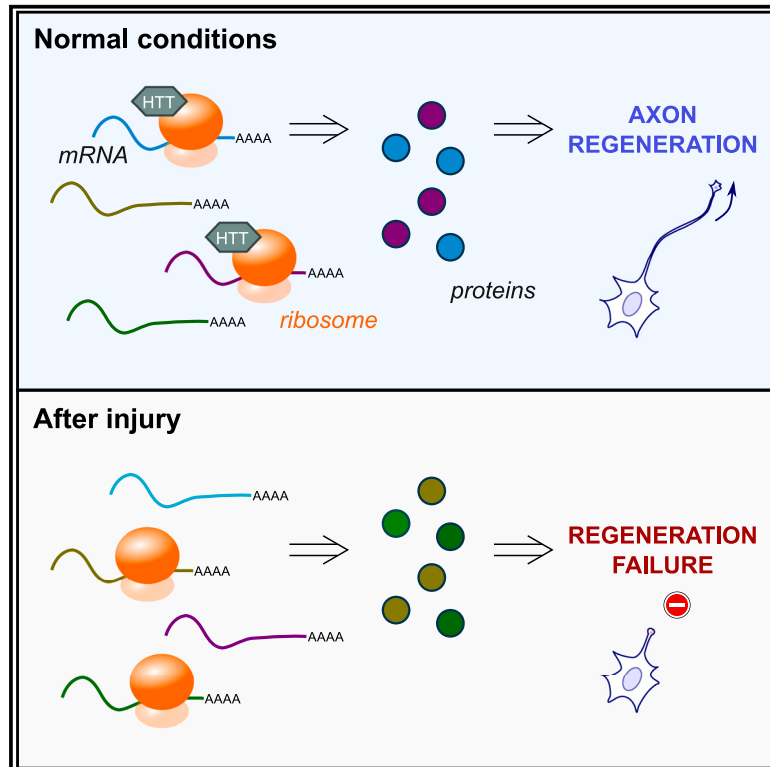 Normal conditions
HTT
mRNA
AAAA
AAAA
HTT
AAAA
AAAA
ribosome
proteins
AXON
REGENERATION
After injury
AAAA
AAAA
AAAA
AAAA
REGENERATION
FAILURE